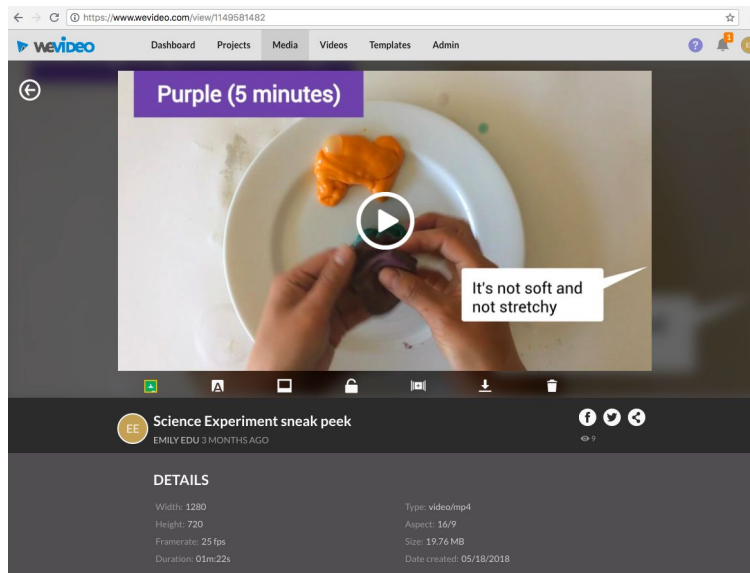 https://www.wevideo.com/view/1149581482
WEVIDEO
Dashboard Projects Media Videos Templates Admin
? 1
Purple (5 minutes)
It's not soft and
not stretchy
A
EE
Science Experiment sneak peek
EMILY EDU 3 MONTHS AGO
9
DETAILS
Width: 1280
Height: 720
Framerate: 25 fps
Duration: 01m:22s
Type: video/mp4
Aspect: 16/9
Size: 19.76 MB
Date created: 05/18/2018